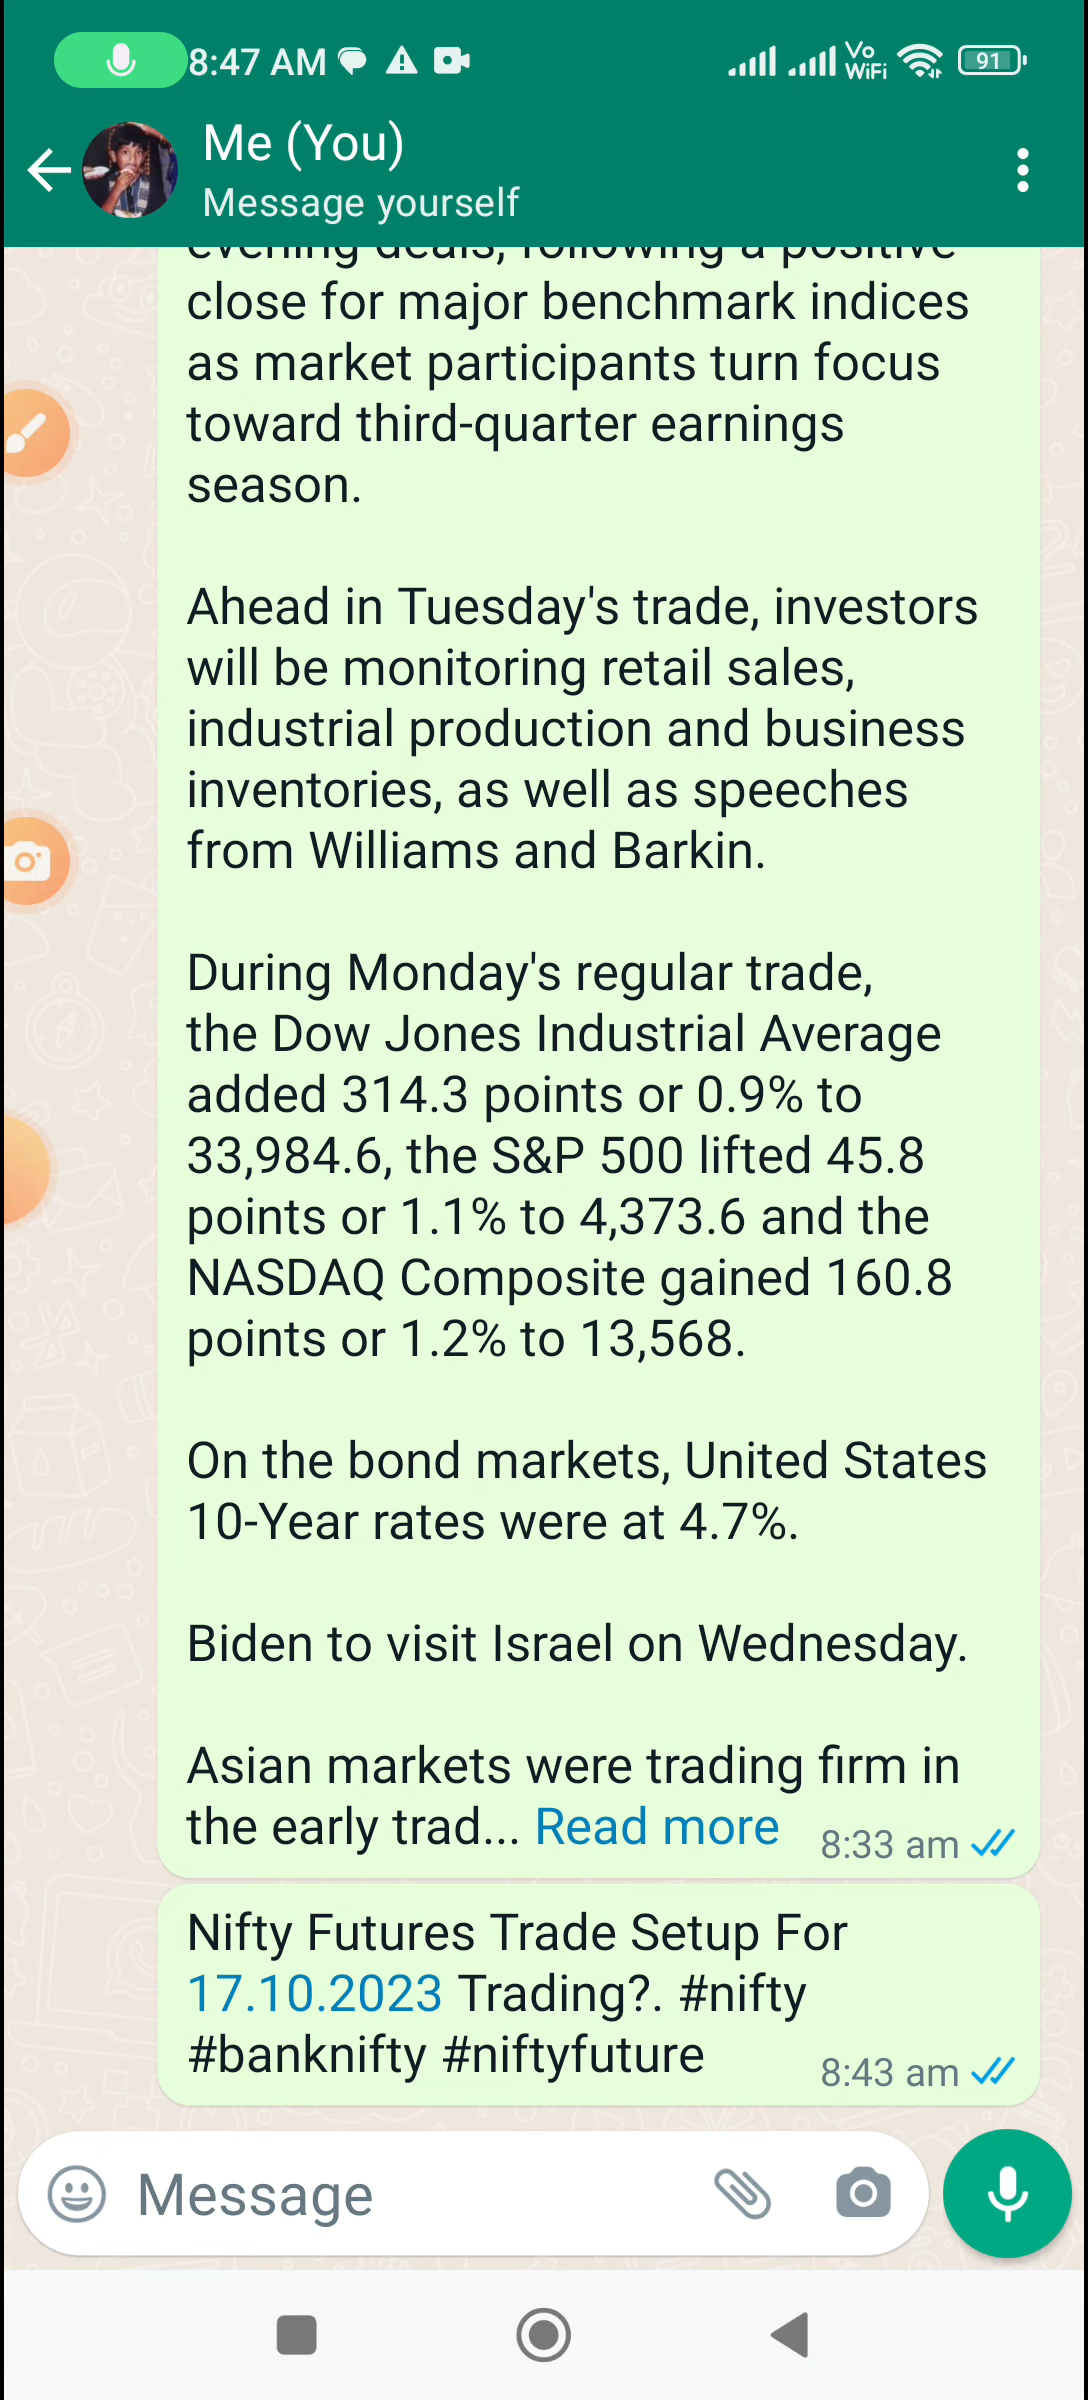 8:47 AM
Vo
WiFi
91
Me (You)
Message yourself
evening deals, following a positive
close for major benchmark indices
as market participants turn focus
toward third-quarter earnings
season.
Ahead in Tuesday's trade, investors
will be monitoring retail sales,
industrial production and business
inventories, as well as speeches
from Williams and Barkin.
During Monday's regular trade,
the Dow Jones Industrial Average
added 314.3 points or 0.9% to
33,984.6, the S&P 500 lifted 45.8
points or 1.1% to 4,373.6 and the
NASDAQ Composite gained 160.8
points or 1.2% to 13,568.
On the bond markets, United States
10-Year rates were at 4.7%.
Biden to visit Israel on Wednesday.
Asian markets were trading firm in
the early trad... Read more
8:33 am
Nifty Futures Trade Setup For
17.10.2023 Trading?. #nifty
#banknifty #niftyfuture
8:43 am
Message